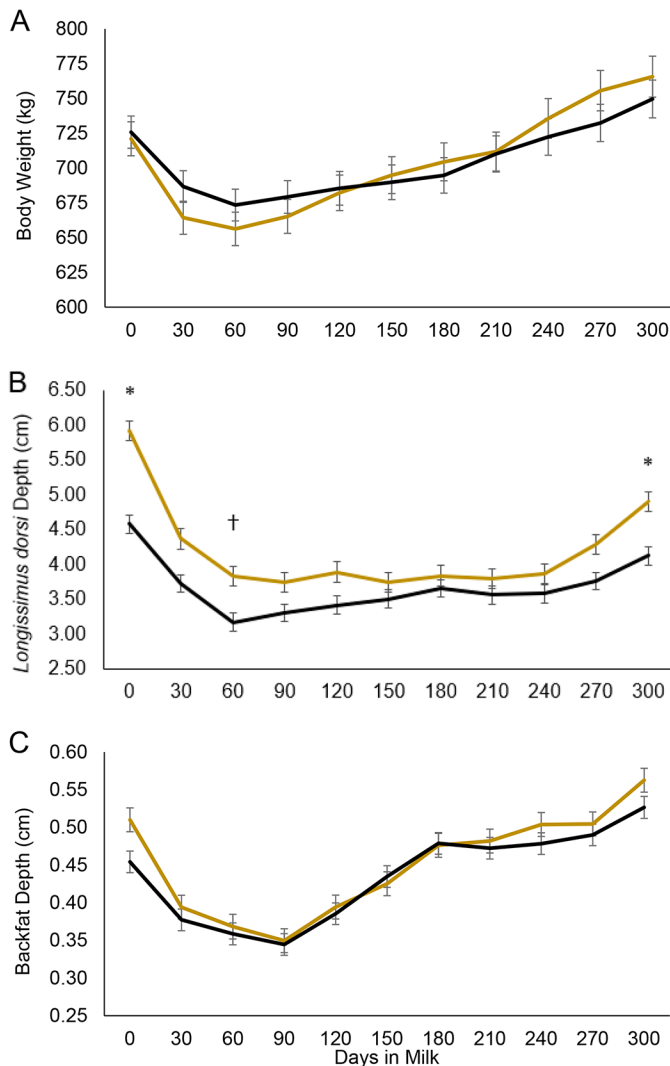 A
800
775
750
725
700
675
650
625
600
Body Weight (kg)
0 30 60 90 120 150 180 210 240 270 300
B
6.50
6.00
5.50
5.00
4.50
4.00
3.50
3.00
2.50
Longissimus dorsi Depth (cm)
* † *
0 30 60 90 120 150 180 210 240 270 300
C
0.60
0.55
0.50
0.45
0.40
0.35
0.30
0.25
Backfat Depth (cm)
0 30 60 90 120 150 180 210 240 270 300
Days in Milk